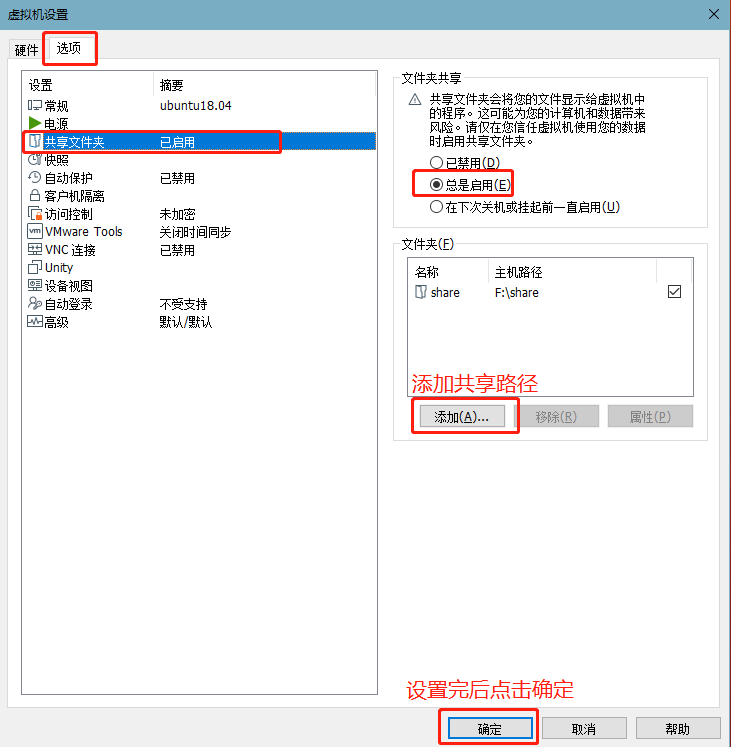 虚拟机设置
硬件 选项
设置 摘要
常规 ubuntu18.04
电源
共享文件夹 已启用
快照
自动保护 已禁用
客户机隔离
访问控制 未加密
VMware Tools 关闭时间同步
VNC 连接 已禁用
Unity
设备视图
自动登录 不受支持
高级 默认/默认
文件夹共享
共享文件夹会将您的文件显示给虚拟机中
的程序。这可能为您的计算机和数据带来
风险。请仅在您信任虚拟机使用您的数据
时启用共享文件夹。
已禁用(D)
总是启用(E)
在下次关机或挂起前一直启用(U)
文件夹(F)
名称 主机路径
share F:\share
添加共享路径
添加(A)... 移除(R) 属性(P)
设置完后点击确定
确定 取消 帮助